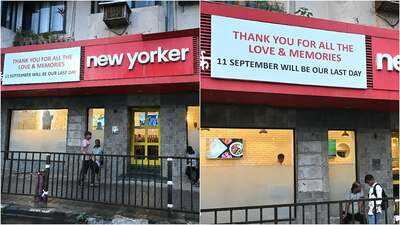 THANK YOU FOR ALL THE
LOVE & MEMORIES
11 SEPTEMBER WILL BE OUR LAST DAY
new yorker
THANK YOU FOR ALL THE
LOVE & MEMORIES
11 SEPTEMBER WILL BE OUR LAST DAY
ne